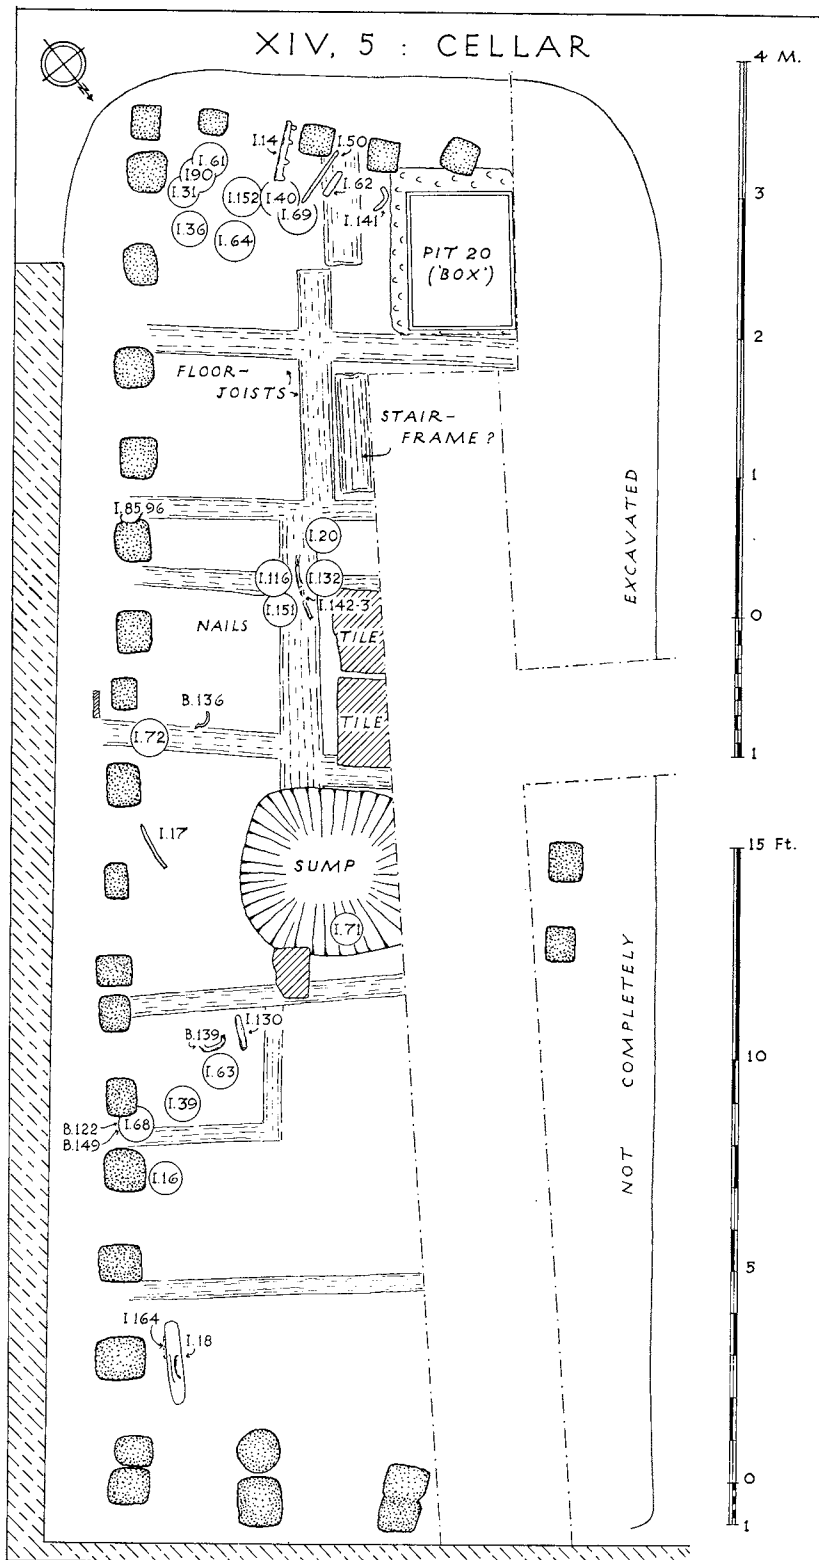 XIV, 5 : CELLAR
N
4 M.
I.14
I.50
I.61
I.90
I.31
I.62
I.152
I.40
I.69
I.141
3
I.36
I.64
PIT 20
('BOX')
2
FLOOR-
JOISTS
STAIR-
FRAME?
1
I.85,96
I.20
EXCAVATED
I.116
I.132
I.151
I.142-3
0
NAILS
TILE
B.136
I.72
TILE
1
I.17
15 Ft.
SUMP
I.71
NOT COMPLETELY
I.130
B.139
10
I.63
I.39
B.122
I.68
B.149
I.16
5
I 164
I.18
0
1